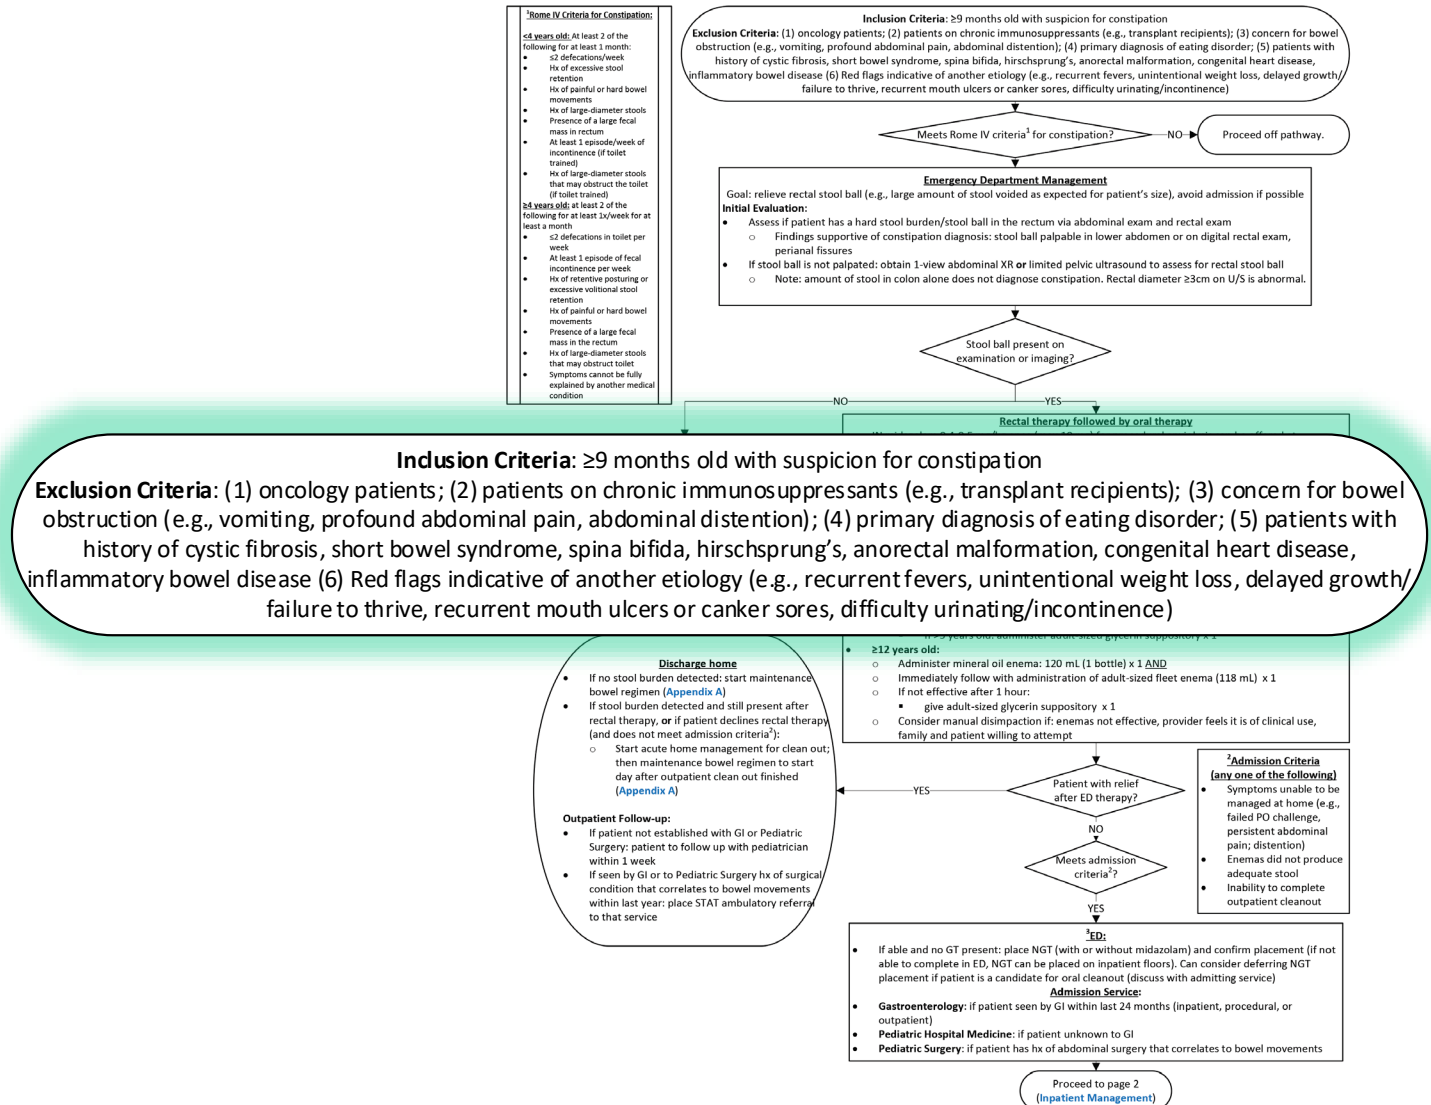 ¹Rome IV Criteria for Constipation:
<4 years old: At least 2 of the
following for at least 1 month:
• ≤2 defecations/week
• Hx of excessive stool
retention
• Hx of painful or hard bowel
movements
• Hx of large-diameter stools
• Presence of a large fecal
mass in rectum
• At least 1 episode/week of
incontinence (if toilet
trained)
• Hx of large-diameter stools
that may obstruct the toilet
(if toilet trained)
≥4 years old: at least 2 of the
following for at least 1x/week for at
least a month
• ≤2 defecations in toilet per
week
• At least 1 episode of fecal
incontinence per week
• Hx of retentive posturing or
excessive volitional stool
retention
• Hx of painful or hard bowel
movements
• Presence of a large fecal
mass in the rectum
• Hx of large-diameter stools
that may obstruct toilet
• Symptoms cannot be fully
explained by another medical
condition
Inclusion Criteria: ≥9 months old with suspicion for constipation
Exclusion Criteria: (1) oncology patients; (2) patients on chronic immunosuppressants (e.g., transplant recipients); (3) concern for
bowel obstruction (e.g., vomiting, profound abdominal pain, abdominal distention); (4) primary diagnosis of eating disorder; (5) patients with
history of cystic fibrosis, short bowel syndrome, spina bifida, hirschsprung's, anorectal malformation, congenital heart disease,
inflammatory bowel disease (6) Red flags indicative of another etiology (e.g., recurrent fevers, unintentional weight loss, delayed growth/
failure to thrive, recurrent mouth ulcers or canker sores, difficulty urinating/incontinence)
Meets Rome IV criteria¹ for constipation?
NO
Proceed off pathway.
Emergency Department Management
Goal: relieve rectal stool ball (e.g., large amount of stool voided as expected for patient's size), avoid admission if possible
Initial Evaluation:
• Assess if patient has a hard stool burden/stool ball in the rectum via abdominal exam and rectal exam
○ Findings supportive of constipation diagnosis: stool ball palpable in lower abdomen or on digital rectal exam,
perianal fissures
• If stool ball is not palpated: obtain 1-view abdominal XR or limited pelvic ultrasound to assess for rectal stool ball
○ Note: amount of stool in colon alone does not diagnose constipation. Rectal diameter ≥3cm on U/S is abnormal.
Stool ball present on
examination or imaging?
NO
YES
Rectal therapy followed by oral therapy
Inclusion Criteria: ≥9 months old with suspicion for constipation
Exclusion Criteria: (1) oncology patients; (2) patients on chronic immunosuppressants (e.g., transplant recipients); (3) concern for bowel
obstruction (e.g., vomiting, profound abdominal pain, abdominal distention); (4) primary diagnosis of eating disorder; (5) patients with
history of cystic fibrosis, short bowel syndrome, spina bifida, hirschsprung's, anorectal malformation, congenital heart disease,
inflammatory bowel disease (6) Red flags indicative of another etiology (e.g., recurrent fevers, unintentional weight loss, delayed growth/
failure to thrive, recurrent mouth ulcers or canker sores, difficulty urinating/incontinence)
years old: administer adult-sized glycerin suppository x 1
• ≥12 years old:
○ Administer mineral oil enema: 120 mL (1 bottle) x 1 AND
○ Immediately follow with administration of adult-sized fleet enema (118 mL) x 1
○ If not effective after 1 hour:
▪ give adult-sized glycerin suppository x 1
○ Consider manual disimpaction if: enemas not effective, provider feels it is of clinical use,
family and patient willing to attempt
Discharge home
• If no stool burden detected: start maintenance
bowel regimen (Appendix A)
• If stool burden detected and still present after
rectal therapy, or if patient declines rectal therapy
(and does not meet admission criteria²):
○ Start acute home management for clean out;
then maintenance bowel regimen to start
day after outpatient clean out finished
(Appendix A)
Outpatient Follow-up:
• If patient not established with GI or Pediatric
Surgery: patient to follow up with pediatrician
within 1 week
• If seen by GI or to Pediatric Surgery hx of surgical
condition that correlates to bowel movements
within last year: place STAT ambulatory referral
to that service
Patient with relief
after ED therapy?
YES
NO
Meets admission
criteria²?
YES
²Admission Criteria
(any one of the following)
• Symptoms unable to be
managed at home (e.g.,
failed PO challenge,
persistent abdominal
pain; distention)
• Enemas did not produce
adequate stool
• Inability to complete
outpatient cleanout
³ED:
• If able and no GT present: place NGT (with or without midazolam) and confirm placement (if not
able to complete in ED, NGT can be placed on inpatient floors). Can consider deferring NGT
placement if patient is a candidate for oral cleanout (discuss with admitting service)
Admission Service:
• Gastroenterology: if patient seen by GI within last 24 months (inpatient, procedural, or
outpatient)
• Pediatric Hospital Medicine: if patient unknown to GI
• Pediatric Surgery: if patient has hx of abdominal surgery that correlates to bowel movements
Proceed to page 2
(Inpatient Management)